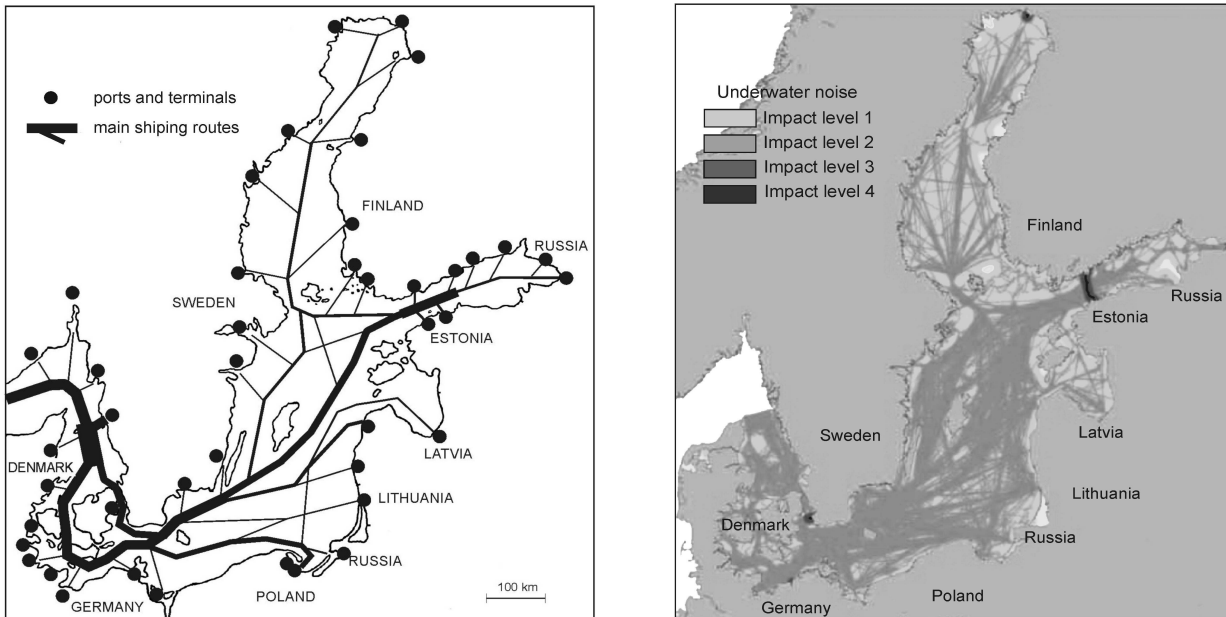 ports and terminals
main shiping routes
FINLAND
RUSSIA
SWEDEN
ESTONIA
DENMARK
LATVIA
LITHUANIA
RUSSIA
POLAND
GERMANY
100 km
Underwater noise
Impact level 1
Impact level 2
Impact level 3
Impact level 4
Finland
Russia
Estonia
Sweden
Latvia
Lithuania
Denmark
Russia
Poland
Germany